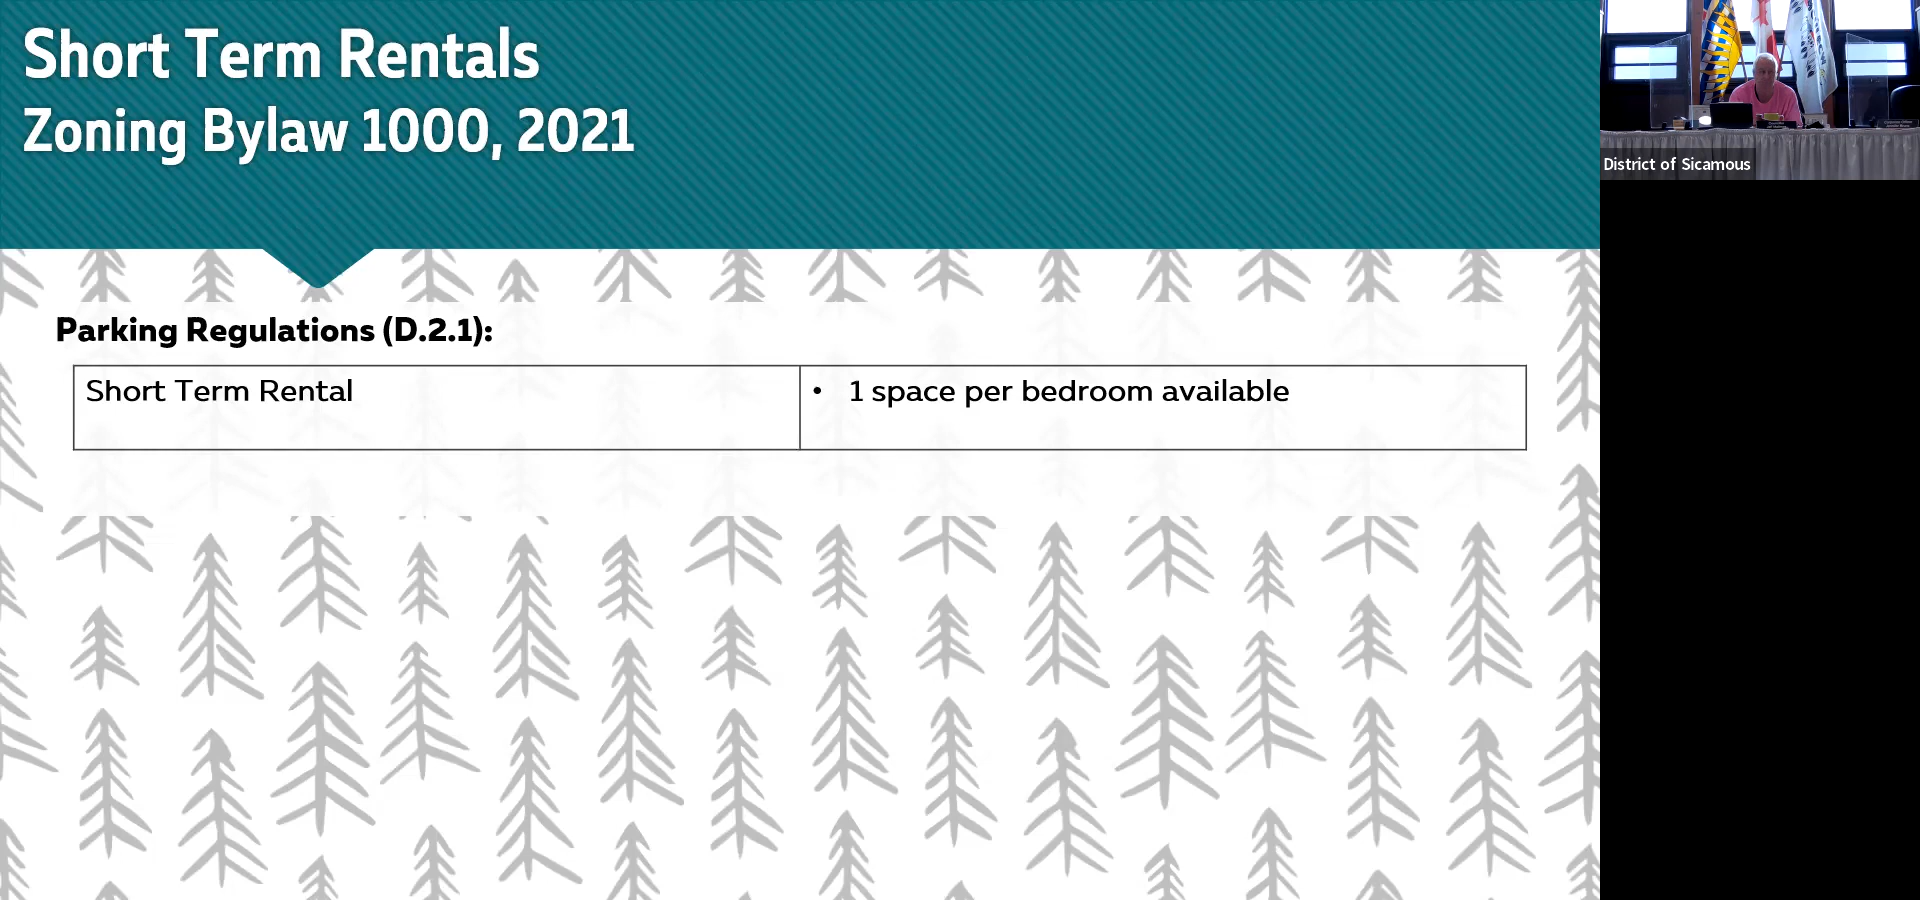 Short Term Rentals
Zoning Bylaw 1000, 2021
Parking Regulations (D.2.1):
Short Term Rental
• 1 space per bedroom available
District of Sicamous